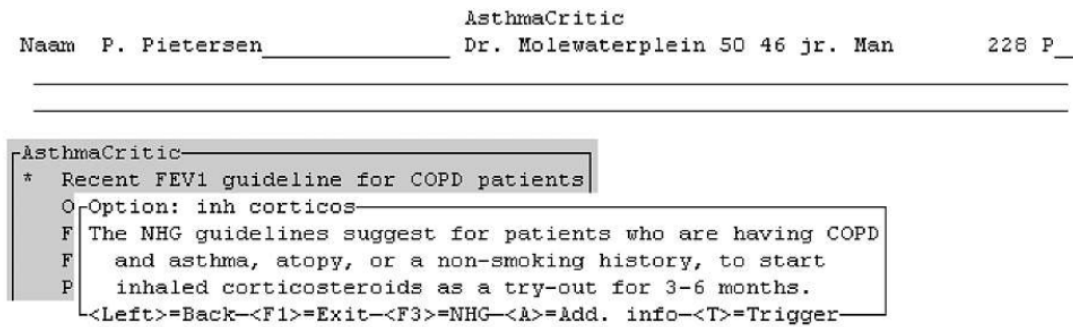 AsthmaCritic
Naam P. Pietersen Dr. Molewaterplein 50 46 jr. Man 228 P
AsthmaCritic
* Recent FEV1 guideline for COPD patients
O
Option: inh corticos
F
The NHG guidelines suggest for patients who are having COPD
F
and asthma, atopy, or a non-smoking history, to start
P
inhaled corticosteroids as a try-out for 3-6 months.
<Left>=Back—<F1>=Exit—<F3>=NHG—<A>=Add. info—<T>=Trigger